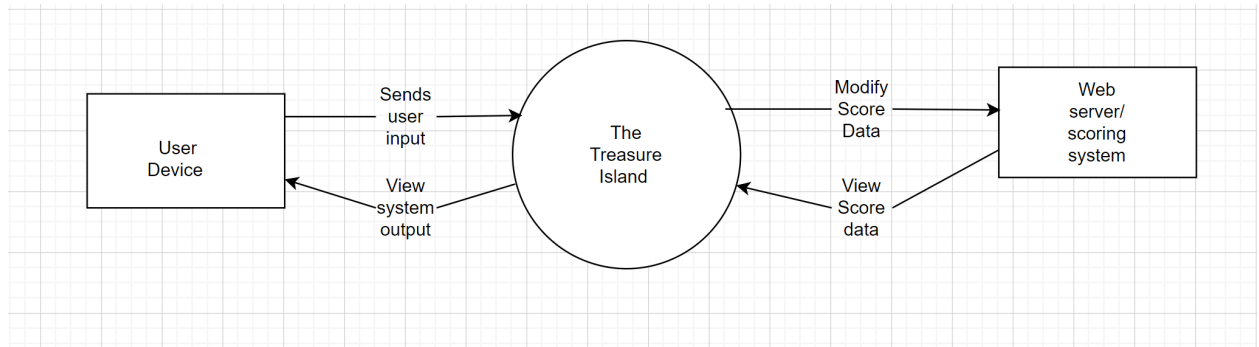 User
Device
Sends
user
input
View
system
output
The
Treasure
Island
Modify
Score
Data
View
Score
data
Web
server/
scoring
system